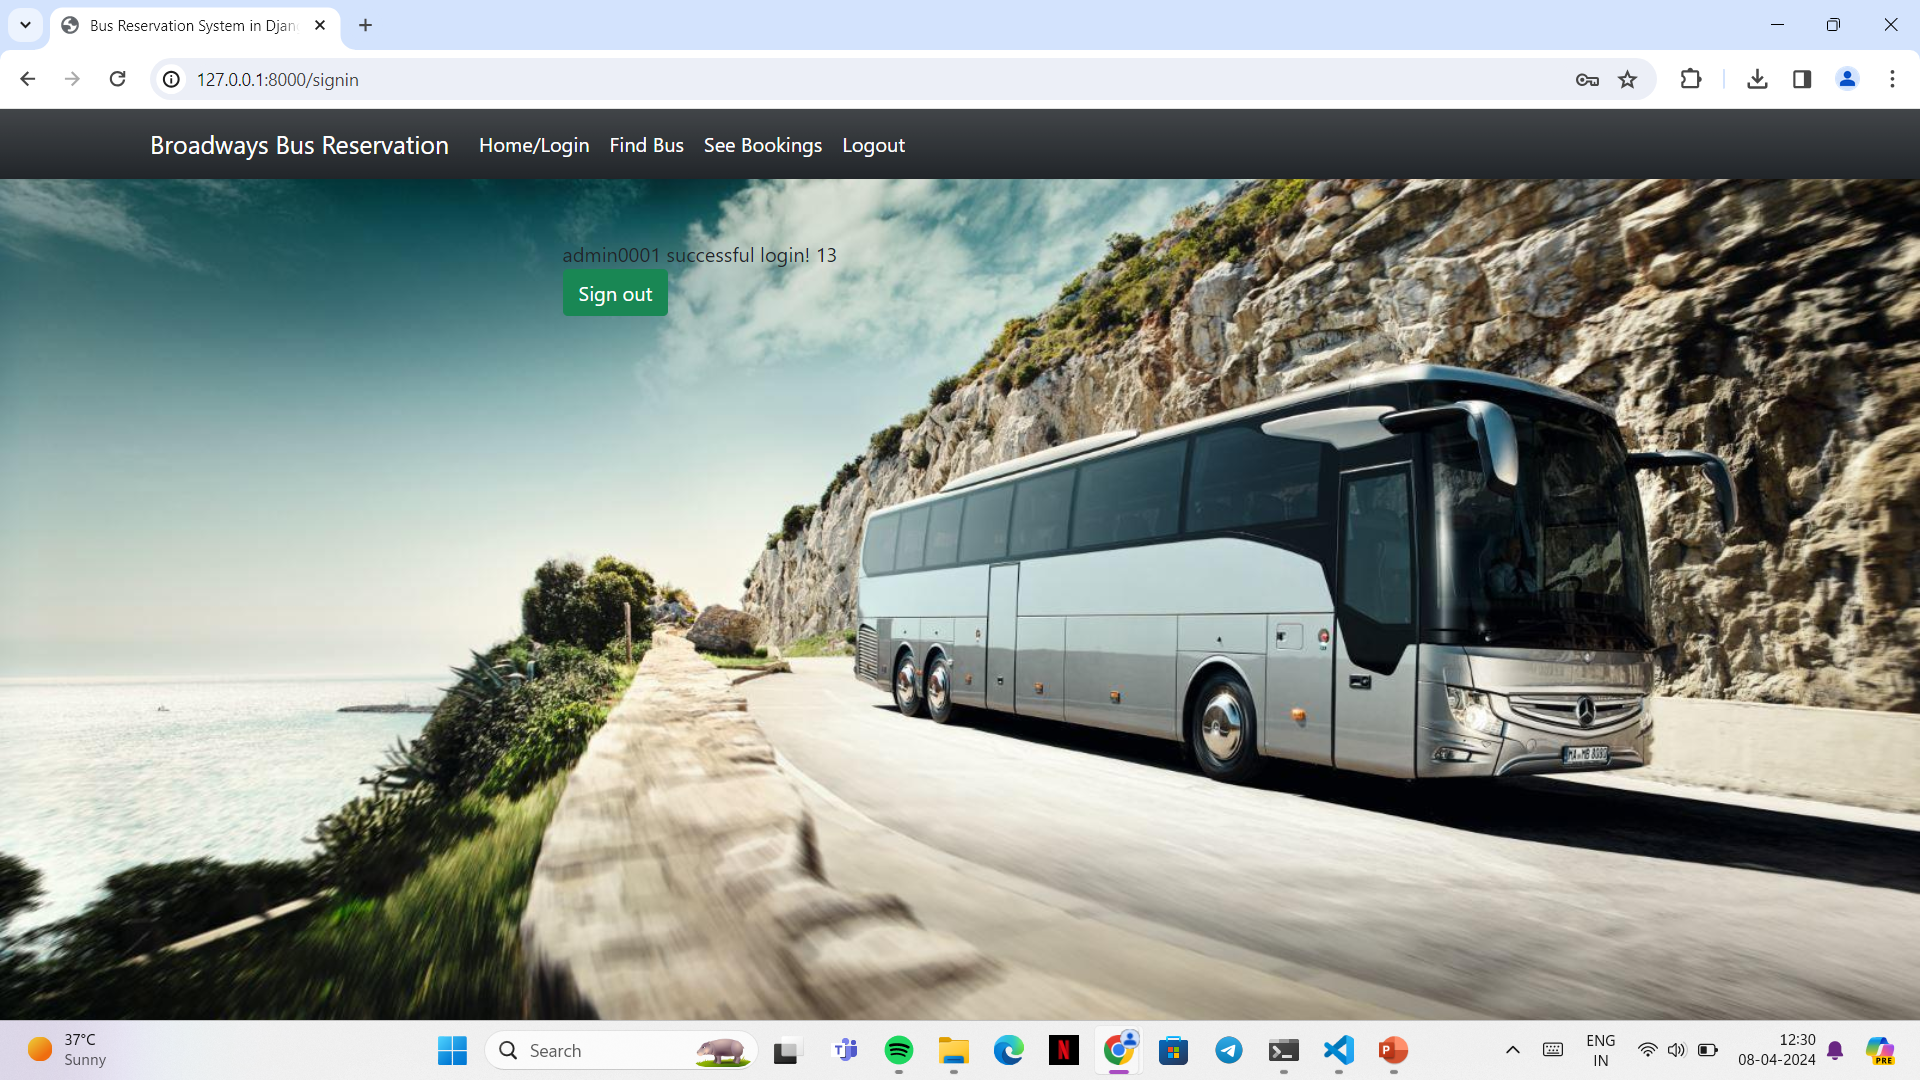 Bus Reservation System in Djan
127.0.0.1:8000/signin
Broadways Bus Reservation Home/Login Find Bus See Bookings Logout
admin0001 successful login! 13
Sign out
37°C
Sunny
Search
ENG
IN
12:30
08-04-2024
PRE